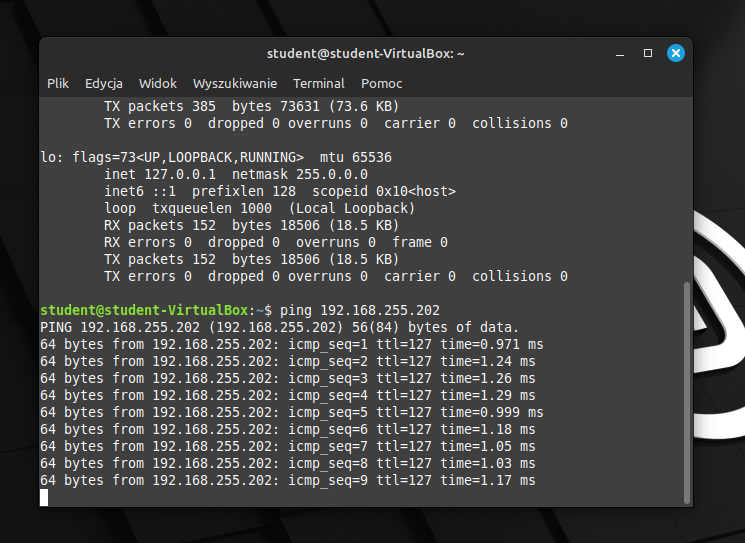 student@student-VirtualBox: ~
Plik Edycja Widok Wyszukiwanie Terminal Pomoc
        TX packets 385  bytes 73631 (73.6 KB)
        TX errors 0  dropped 0 overruns 0  carrier 0  collisions 0

lo: flags=73<UP,LOOPBACK,RUNNING>  mtu 65536
        inet 127.0.0.1  netmask 255.0.0.0
        inet6 ::1  prefixlen 128  scopeid 0x10<host>
        loop  txqueuelen 1000  (Local Loopback)
        RX packets 152  bytes 18506 (18.5 KB)
        RX errors 0  dropped 0  overruns 0  frame 0
        TX packets 152  bytes 18506 (18.5 KB)
        TX errors 0  dropped 0 overruns 0  carrier 0  collisions 0

student@student-VirtualBox:~$ ping 192.168.255.202
PING 192.168.255.202 (192.168.255.202) 56(84) bytes of data.
64 bytes from 192.168.255.202: icmp_seq=1 ttl=127 time=0.971 ms
64 bytes from 192.168.255.202: icmp_seq=2 ttl=127 time=1.24 ms
64 bytes from 192.168.255.202: icmp_seq=3 ttl=127 time=1.26 ms
64 bytes from 192.168.255.202: icmp_seq=4 ttl=127 time=1.29 ms
64 bytes from 192.168.255.202: icmp_seq=5 ttl=127 time=0.999 ms
64 bytes from 192.168.255.202: icmp_seq=6 ttl=127 time=1.18 ms
64 bytes from 192.168.255.202: icmp_seq=7 ttl=127 time=1.05 ms
64 bytes from 192.168.255.202: icmp_seq=8 ttl=127 time=1.03 ms
64 bytes from 192.168.255.202: icmp_seq=9 ttl=127 time=1.17 ms